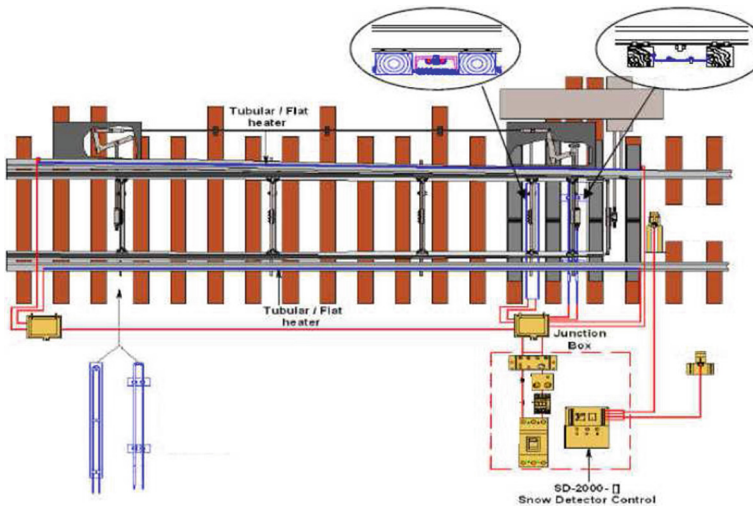 Tubular / Flat
heater
Tubular / Flat
heater
Junction
Box
SD-2000- []
Snow Detector Control